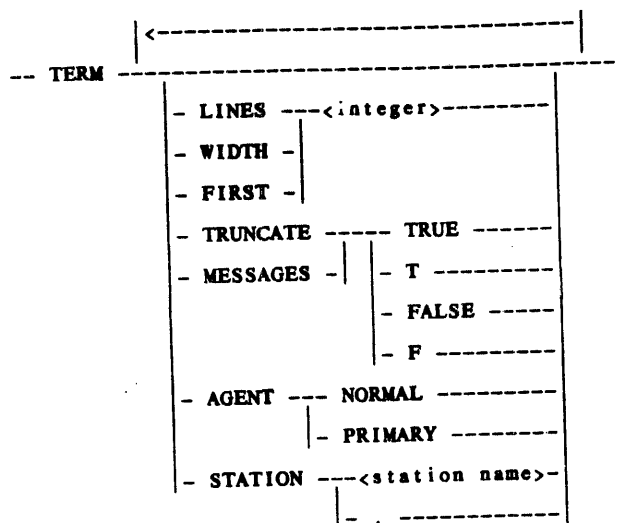 |<-----------------------------|
-- TERM -----------------------------------
- LINES ---<integer>--------
- WIDTH -|
- FIRST -|
- TRUNCATE ----- TRUE ------
- MESSAGES -| |- T ---------
|- FALSE -----
|- F ---------
- AGENT --- NORMAL ---------
|- PRIMARY --------
- STATION ---<station name>-
|- . ------------